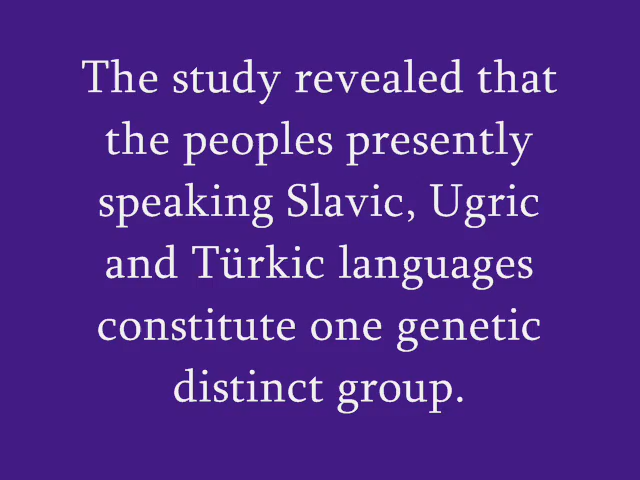 The study revealed that
the peoples presently
speaking Slavic, Ugric
and Türkic languages
constitute one genetic
distinct group.